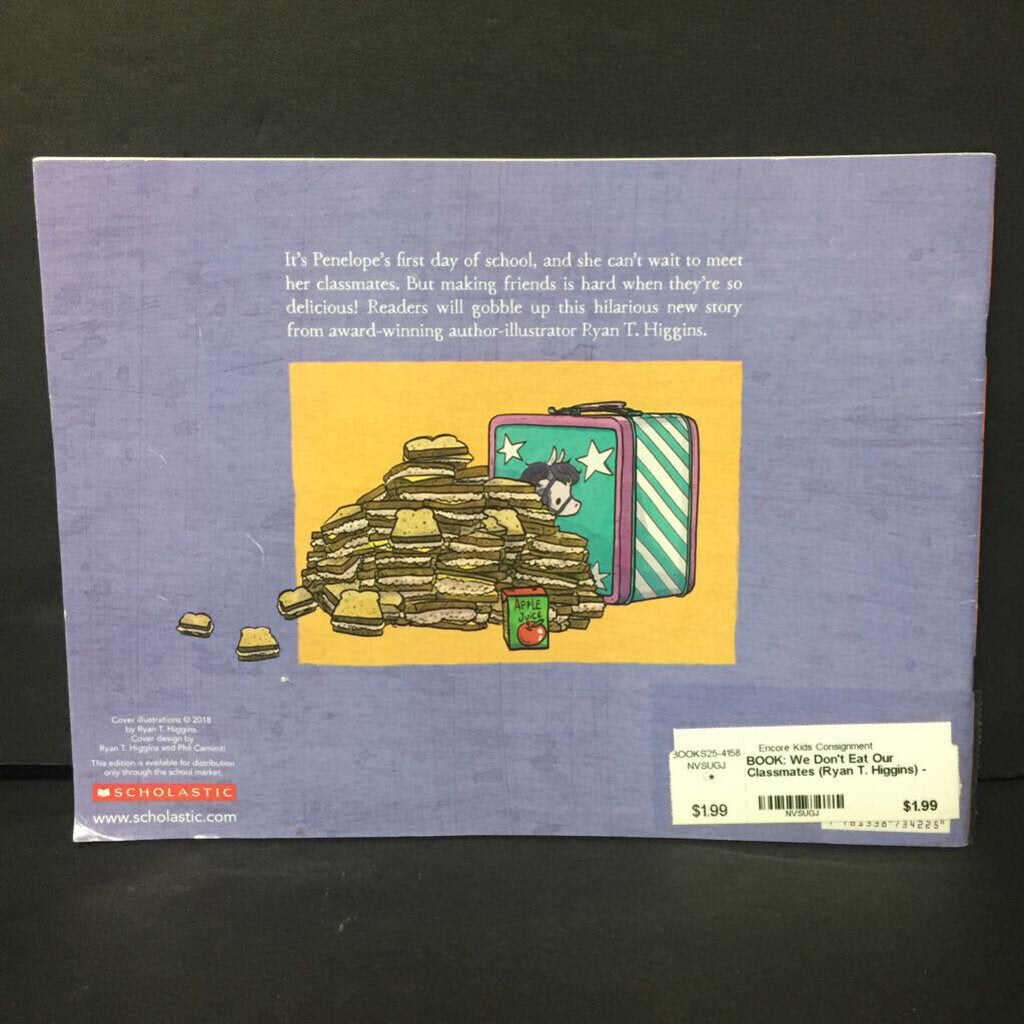 It's Penelope's first day of school, and she can't wait to meet
her classmates. But making friends is hard when they're so
delicious! Readers will gobble up this hilarious new story
from award-winning author-illustrator Ryan T. Higgins.
APPLE
JUICE
Cover illustrations © 2018
by Ryan T. Higgins.
Cover design by
Ryan T. Higgins and Phil Caminiti
This edition is available for distribution
only through the school market.
SCHOLASTIC
www.scholastic.com
BOOKS25-4158
NVSUGJ
$1.99
Encore Kids Consignment
BOOK: We Don't Eat Our
Classmates (Ryan T. Higgins) -
NVSUGJ
$1.99